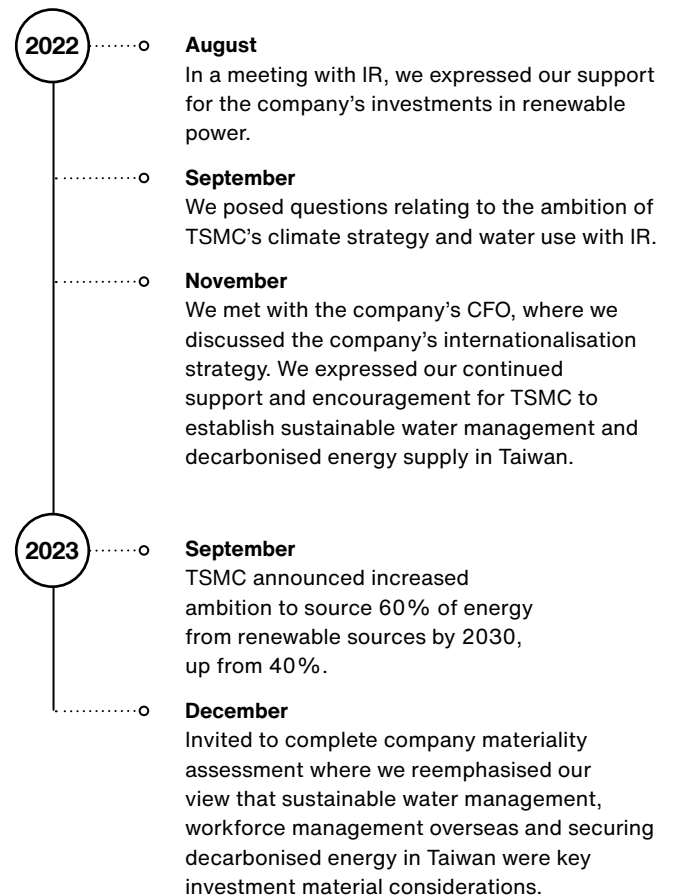 2022
August
In a meeting with IR, we expressed our support
for the company’s investments in renewable
power.
September
We posed questions relating to the ambition of
TSMC’s climate strategy and water use with IR.
November
We met with the company’s CFO, where we
discussed the company’s internationalisation
strategy. We expressed our continued
support and encouragement for TSMC to
establish sustainable water management and
decarbonised energy supply in Taiwan.
2023
September
TSMC announced increased
ambition to source 60% of energy
from renewable sources by 2030,
up from 40%.
December
Invited to complete company materiality
assessment where we reemphasised our
view that sustainable water management,
workforce management overseas and securing
decarbonised energy in Taiwan were key
investment material considerations.